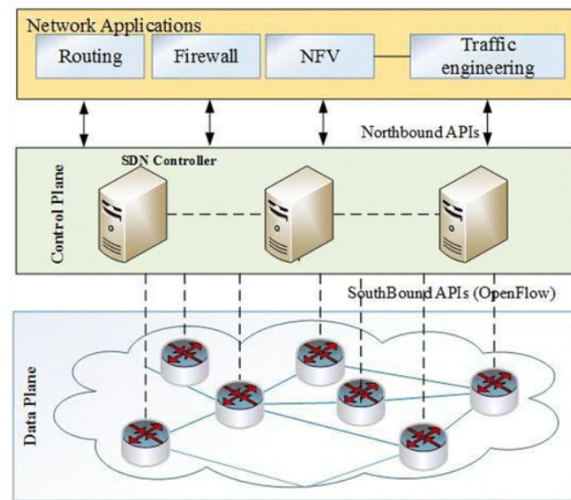 Network Applications
Routing
Firewall
NFV
Traffic
engineering
Northbound APIs
SDN Controller
Control Plane
SouthBound APIs (OpenFlow)
Data Plane